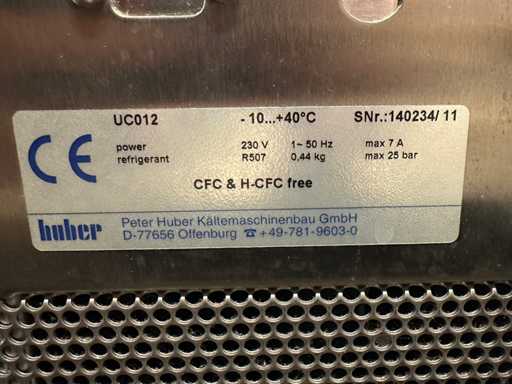 CE
UC012 - 10...+40°C SNr.:140234/ 11
power 230 V 1~ 50 Hz max 7 A
refrigerant R507 0,44 kg max 25 bar
CFC & H-CFC free
huber
Peter Huber Kältemaschinenbau GmbH
D-77656 Offenburg ☎ +49-781-9603-0